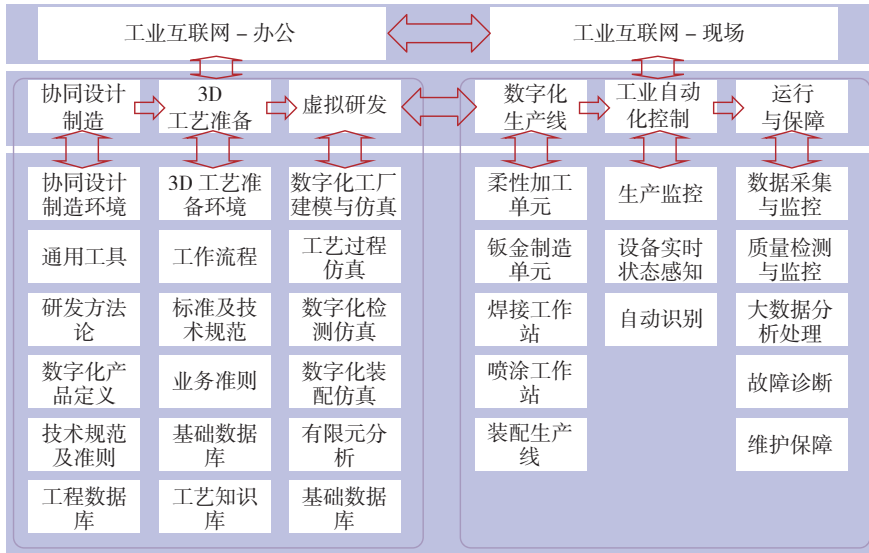 工业互联网－办公
工业互联网－现场
协同设计
制造
3D
工艺准备
虚拟研发
数字化
生产线
工业自动
化控制
运行
与保障
协同设计
制造环境
3D 工艺准
备环境
数字化工厂
建模与仿真
柔性加工
单元
生产监控
数据采集
与监控
通用工具
工作流程
工艺过程
仿真
钣金制造
单元
设备实时
状态感知
质量检测
与监控
研发方法
论
标准及技
术规范
数字化检
测仿真
焊接工作
站
自动识别
大数据分
析处理
数字化产
品定义
业务准则
数字化装
配仿真
喷涂工作
站
故障诊断
技术规范
及准则
基础数据
库
有限元分
析
装配生产
线
维护保障
工程数据
库
工艺知识
库
基础数据
库